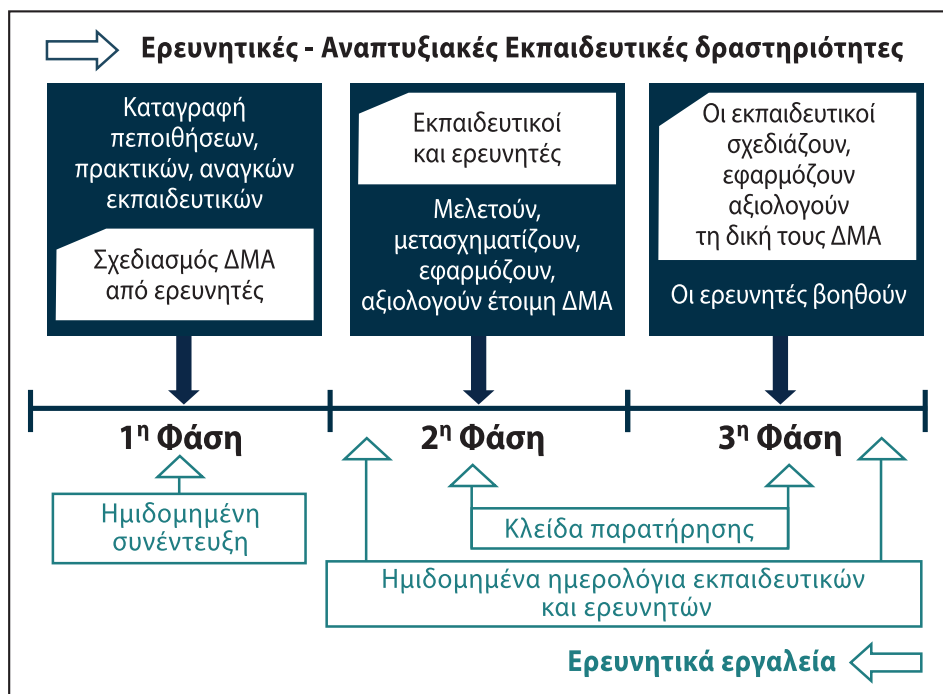 Ερευνητικές - Αναπτυξιακές Εκπαιδευτικές δραστηριότητες
Καταγραφή
πεποιθήσεων,
πρακτικών, αναγκών
εκπαιδευτικών
Σχεδιασμός ΔΜΑ
από ερευνητές
Εκπαιδευτικοί
και ερευνητές
Μελετούν,
μετασχηματίζουν,
εφαρμόζουν,
αξιολογούν έτοιμη ΔΜΑ
Οι εκπαιδευτικοί
σχεδιάζουν,
εφαρμόζουν
αξιολογούν
τη δική τους ΔΜΑ
Οι ερευνητές βοηθούν
1η Φάση
2η Φάση
3η Φάση
Ημιδομημένη
συνέντευξη
Κλείδα παρατήρησης
Ημιδομημένα ημερολόγια εκπαιδευτικών
και ερευνητών
Ερευνητικά εργαλεία